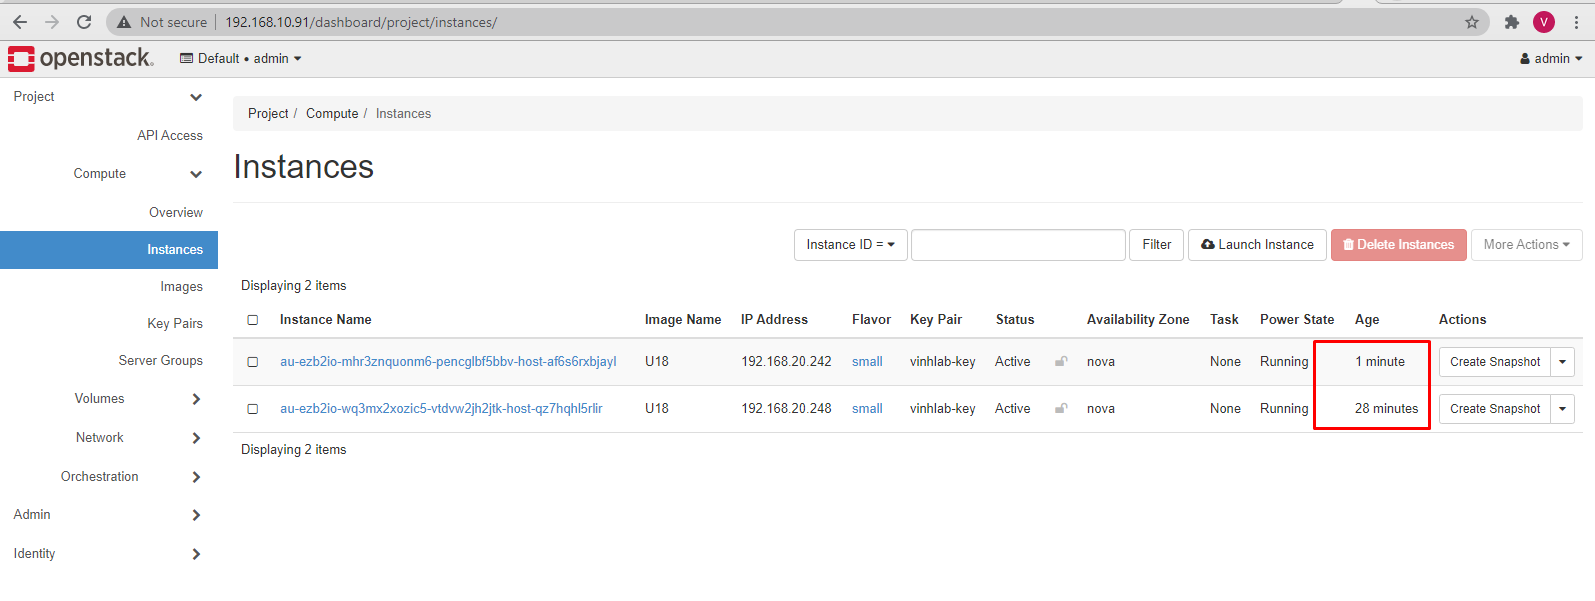 Not secure | 192.168.10.91/dashboard/project/instances/
V
openstack.
Default • admin
admin
Project
API Access
Compute
Overview
Instances
Images
Key Pairs
Server Groups
Volumes
Network
Orchestration
Admin
Identity
Project / Compute / Instances
Instances
Instance ID =
Filter
Launch Instance
Delete Instances
More Actions
Displaying 2 items
Instance Name Image Name IP Address Flavor Key Pair Status Availability Zone Task Power State Age Actions
au-ezb2io-mhr3znquonm6-pencglbf5bbv-host-af6s6rxbjayl U18 192.168.20.242 small vinhlab-key Active nova None Running 1 minute Create Snapshot
au-ezb2io-wq3mx2xozic5-vtdvw2jh2jtk-host-qz7hqhl5rlir U18 192.168.20.248 small vinhlab-key Active nova None Running 28 minutes Create Snapshot
Displaying 2 items